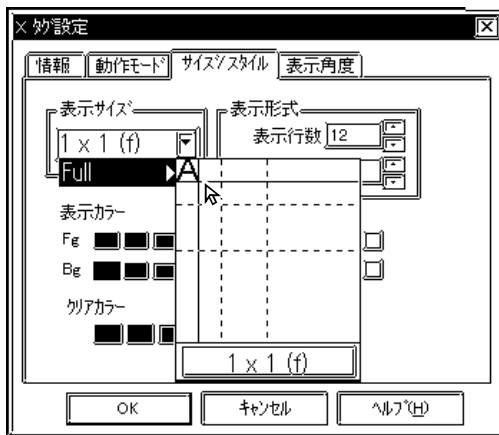 × ﾀｸﾞ設定
情報 動作ﾓｰﾄﾞ ｻｲｽﾞ/ｽﾀｲﾙ 表示角度
表示ｻｲｽﾞ 表示形式
1 x 1 (f) 表示行数 12
Full A
表示ｶﾗｰ
Fg
Bg
ｸﾘｱｶﾗｰ
1 x 1 (f)
OK ｷｬﾝｾﾙ ﾍﾙﾌﾟ(H)